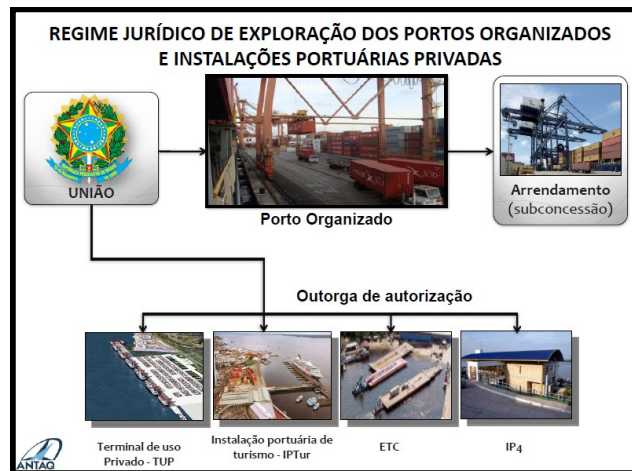 REGIME JURÍDICO DE EXPLORAÇÃO DOS PORTOS ORGANIZADOS
E INSTALAÇÕES PORTUÁRIAS PRIVADAS
UNIÃO
Porto Organizado
Arrendamento
(subconcessão)
Outorga de autorização
Terminal de uso
Privado - TUP
Instalação portuária de
turismo - IPTur
ETC
IP4
ANTAQ